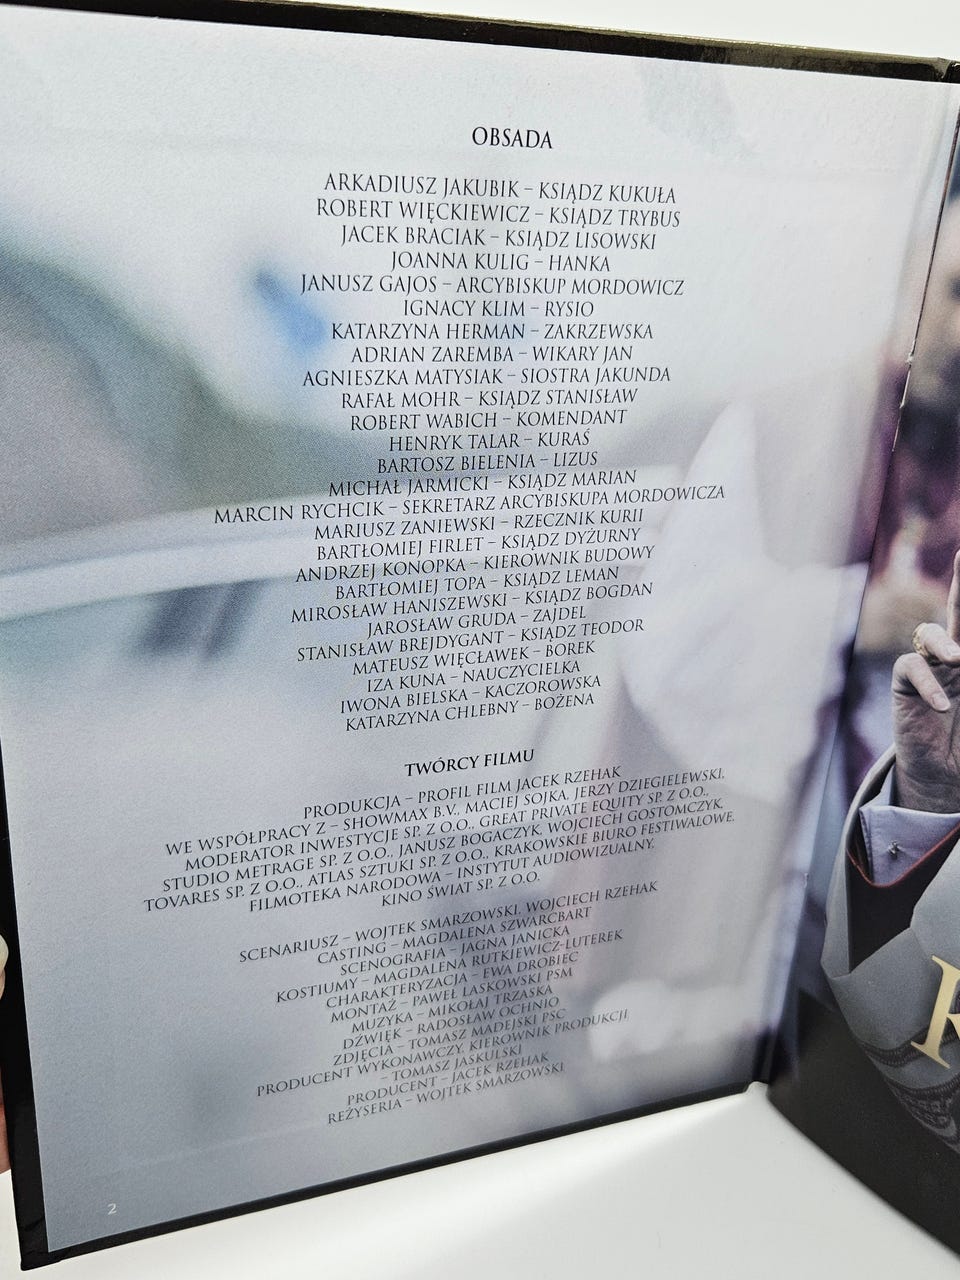 OBSADA
ARKADIUSZ JAKUBIK – KSIĄDZ KUKUŁA
ROBERT WIĘCKIEWICZ – KSIĄDZ TRYBUS
JACEK BRACIAK – KSIĄDZ LISOWSKI
JOANNA KULIG – HANKA
JANUSZ GAJOS – ARCYBISKUP MORDOWICZ
IGNACY KLIM – RYSIO
KATARZYNA HERMAN – ZAKRZEWSKA
ADRIAN ZAREMBA – WIKARY JAN
AGNIESZKA MATYSIAK – SIOSTRA JAKUNDA
RAFAŁ MOHR – KSIĄDZ STANISŁAW
ROBERT WABICH – KOMENDANT
HENRYK TALAR – KURAŚ
BARTOSZ BIELENIA – LIZUS
MICHAŁ JARMICKI – KSIĄDZ MARIAN
MARCIN RYCHCIK – SEKRETARZ ARCYBISKUPA MORDOWICZA
MARIUSZ ZANIEWSKI – RZECZNIK KURII
BARTŁOMIEJ FIRLET – KSIĄDZ DYŻURNY
ANDRZEJ KONOPKA – KIEROWNIK BUDOWY
BARTŁOMIEJ TOPA – KSIĄDZ LEMAN
MIROSŁAW HANISZEWSKI – KSIĄDZ BOGDAN
JAROSŁAW GRUDA – ZAJDEL
STANISŁAW BREJDYGANT – KSIĄDZ TEODOR
MATEUSZ WIĘCŁAWEK – BOREK
IZA KUNA – NAUCZYCIELKA
IWONA BIELSKA – KACZOROWSKA
KATARZYNA CHLEBNY – BOŻENA
TWÓRCY FILMU
PRODUKCJA – PROFIL FILM JACEK RZEHAK
WE WSPÓŁPRACY Z – SHOWMAX B.V., MACIEJ SOJKA, JERZY DZIEGIELEWSKI,
MODERATOR INWESTYCJE SP. Z O.O., GREAT PRIVATE EQUITY SP. Z O.O.,
STUDIO METRAGE SP. Z O.O., JANUSZ BOGACZYK, WOJCIECH GOSTOMCZYK,
TOVARES SP. Z O.O., ATLAS SZTUKI SP. Z O.O., KRAKOWSKIE BIURO FESTIWALOWE,
FILMOTEKA NARODOWA – INSTYTUT AUDIOWIZUALNY,
KINO ŚWIAT SP. Z O.O.
SCENARIUSZ – WOJTEK SMARZOWSKI, WOJCIECH RZEHAK
CASTING – MAGDALENA SZWARCBART
SCENOGRAFIA – JAGNA JANICKA
KOSTIUMY – MAGDALENA RUTKIEWICZ-LUTEREK
CHARAKTERYZACJA – EWA DROBIEC
MONTAŻ – PAWEŁ LASKOWSKI PSM
MUZYKA – MIKOŁAJ TRZASKA
DŹWIĘK – RADOSŁAW OCHNIO
ZDJĘCIA – TOMASZ MADEJSKI PSC
PRODUCENT WYKONAWCZY, KIEROWNIK PRODUKCJI
– TOMASZ JASKULSKI
PRODUCENT – JACEK RZEHAK
REŻYSERIA – WOJTEK SMARZOWSKI
2
K